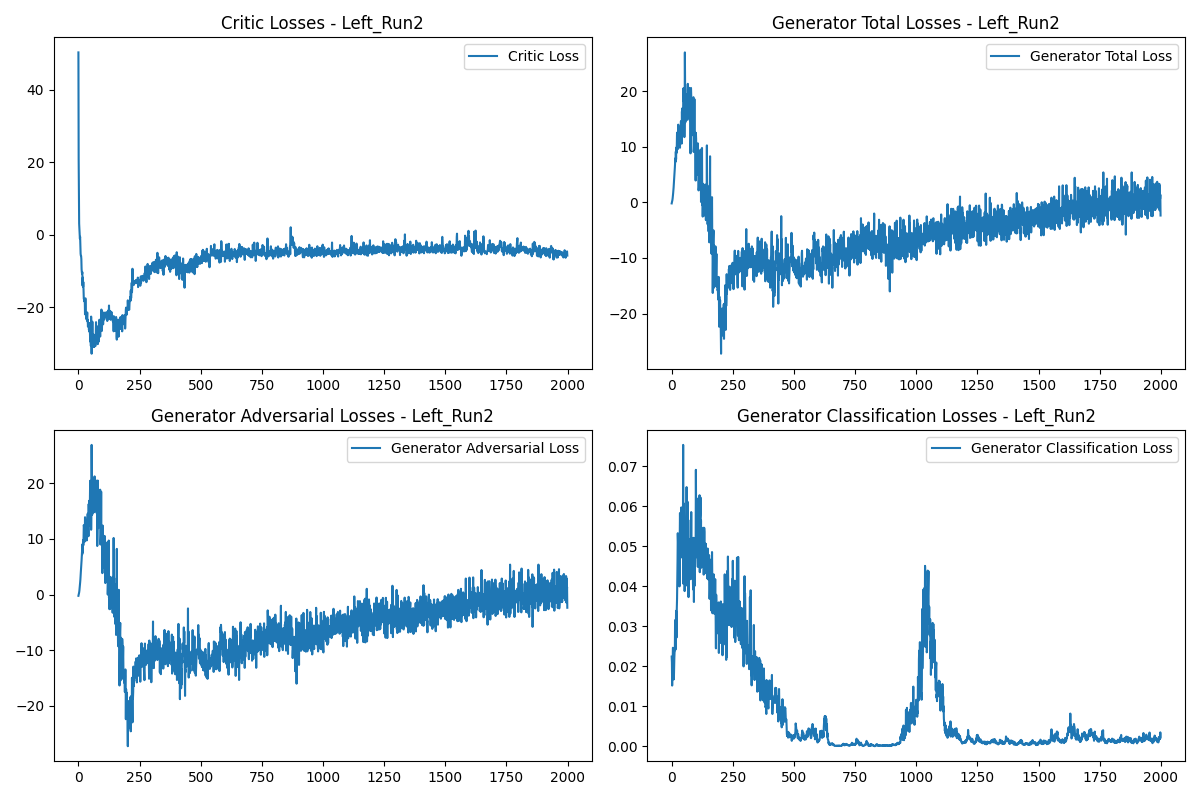 Critic Losses - Left_Run2
Critic Loss
40
20
0
−20
0 250 500 750 1000 1250 1500 1750 2000
Generator Total Losses - Left_Run2
Generator Total Loss
20
10
0
−10
−20
0 250 500 750 1000 1250 1500 1750 2000
Generator Adversarial Losses - Left_Run2
Generator Adversarial Loss
20
10
0
−10
−20
0 250 500 750 1000 1250 1500 1750 2000
Generator Classification Losses - Left_Run2
Generator Classification Loss
0.07
0.06
0.05
0.04
0.03
0.02
0.01
0.00
0 250 500 750 1000 1250 1500 1750 2000